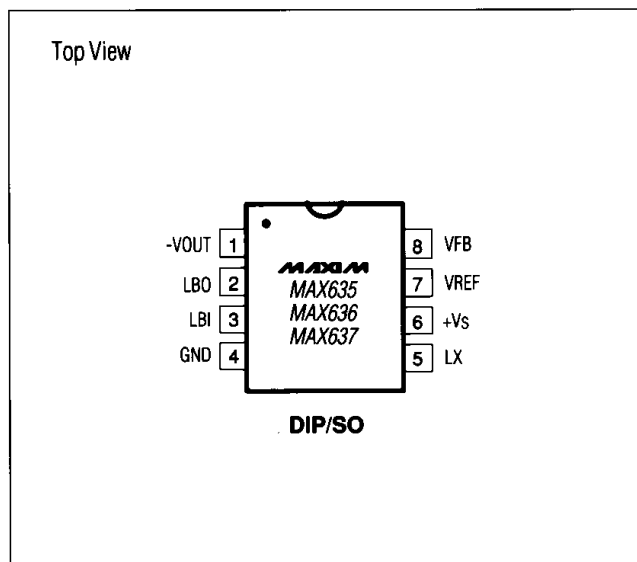 Top View
-VOUT 1
LBO 2
LBI 3
GND 4
MAXIM
MAX635
MAX636
MAX637
8 VFB
7 VREF
6 +VS
5 LX
DIP/SO